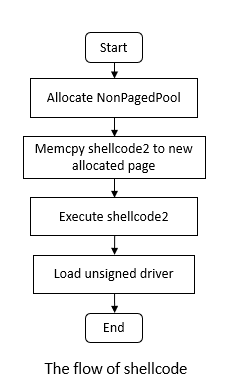 Start
Allocate NonPagedPool
Memcpy shellcode2 to new
allocated page
Execute shellcode2
Load unsigned driver
End
The flow of shellcode